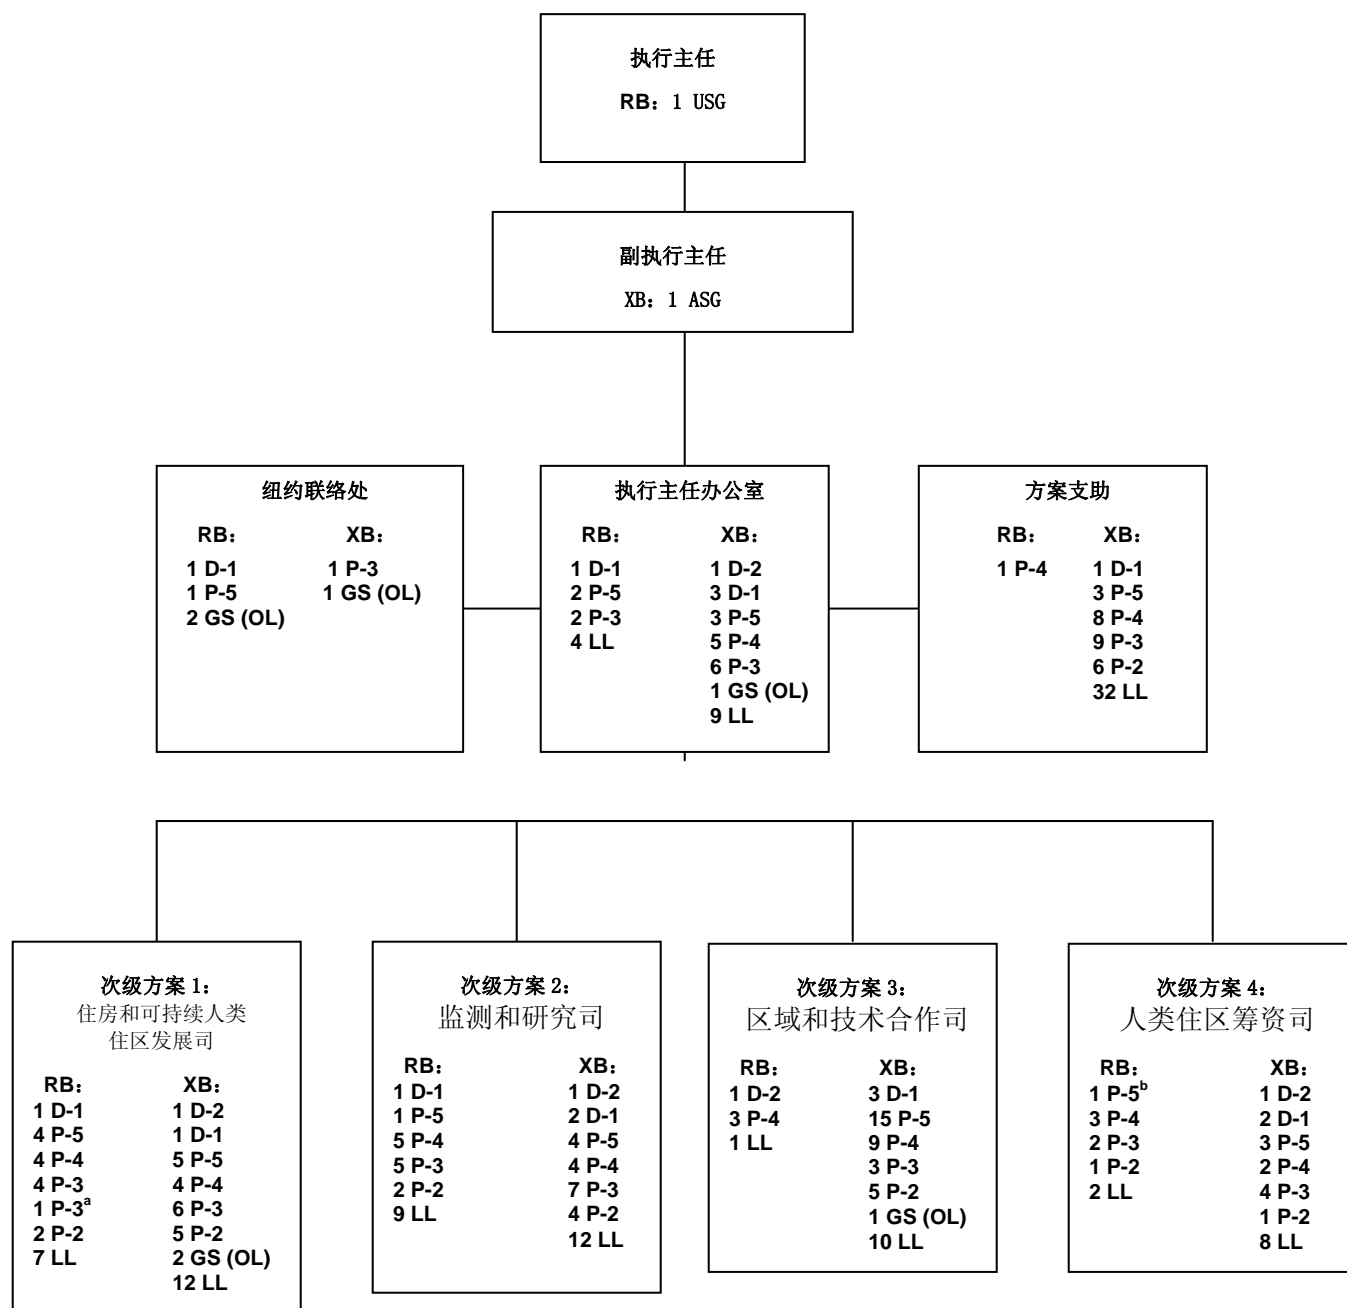 执行主任
RB：1 USG
副执行主任
XB：1 ASG
纽约联络处
RB：
1 D-1
1 P-5
2 GS (OL)
XB：
1 P-3
1 GS (OL)
执行主任办公室
RB：
1 D-1
2 P-5
2 P-3
4 LL
XB：
1 D-2
3 D-1
3 P-5
5 P-4
6 P-3
1 GS (OL)
9 LL
方案支助
RB：
1 P-4
XB：
1 D-1
3 P-5
8 P-4
9 P-3
6 P-2
32 LL
次级方案 1：
住房和可持续人类
住区发展司
RB：
1 D-1
4 P-5
4 P-4
4 P-3
1 P-3a
2 P-2
7 LL
XB：
1 D-2
1 D-1
5 P-5
4 P-4
6 P-3
5 P-2
2 GS (OL)
12 LL
次级方案 2：
监测和研究司
RB：
1 D-1
1 P-5
5 P-4
5 P-3
2 P-2
9 LL
XB：
1 D-2
2 D-1
4 P-5
4 P-4
7 P-3
4 P-2
12 LL
次级方案 3：
区域和技术合作司
RB：
1 D-2
3 P-4
1 LL
XB：
3 D-1
15 P-5
9 P-4
3 P-3
5 P-2
1 GS (OL)
10 LL
次级方案 4：
人类住区筹资司
RB：
1 P-5b
3 P-4
2 P-3
1 P-2
2 LL
XB：
1 D-2
2 D-1
3 P-5
2 P-4
4 P-3
1 P-2
8 LL